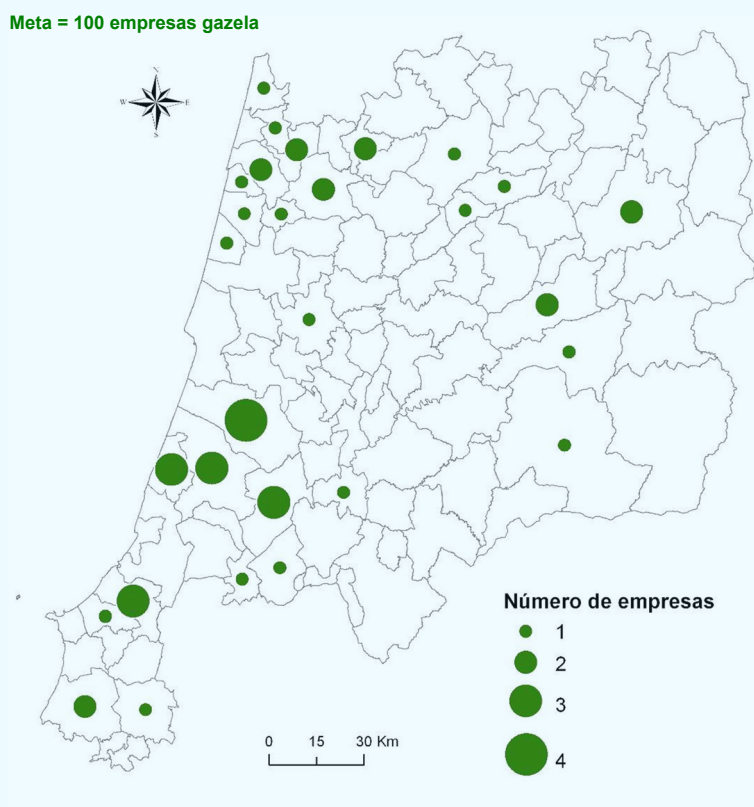 Meta = 100 empresas gazela
N
W E
S
Número de empresas
1
2
3
4
0 15 30 Km